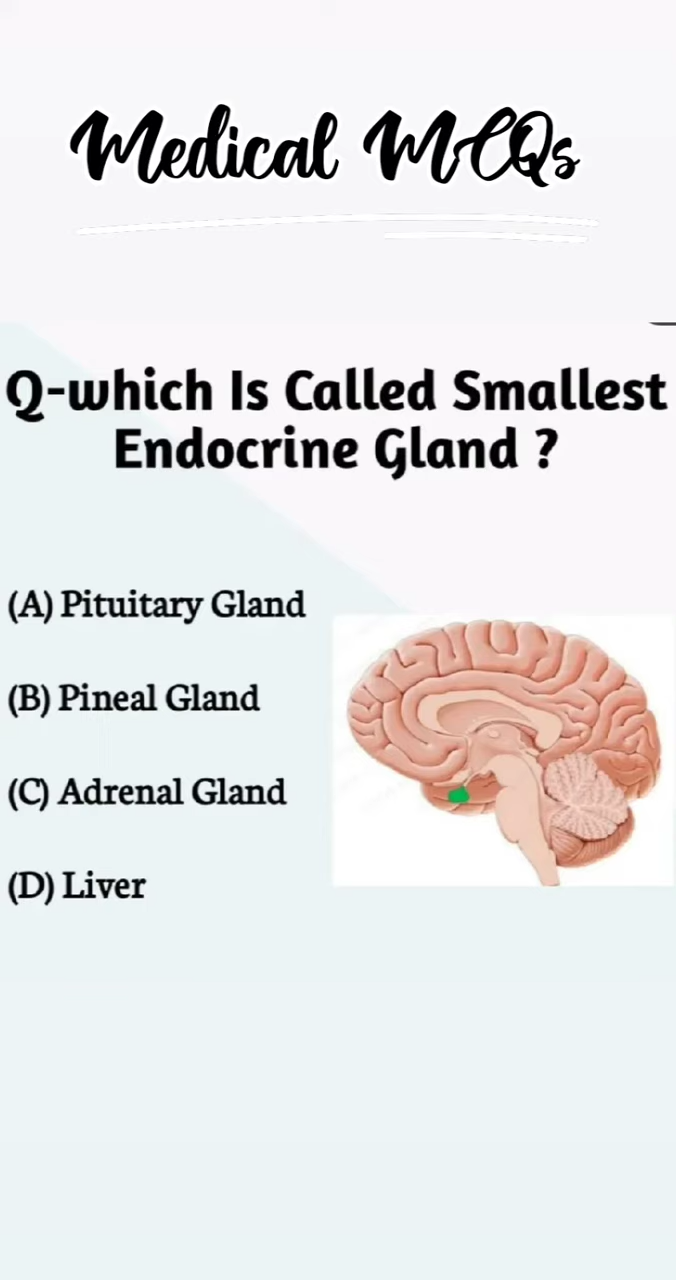 Medical MCQs
Q-which Is Called Smallest
Endocrine Gland ?
(A) Pituitary Gland
(B) Pineal Gland
(C) Adrenal Gland
(D) Liver